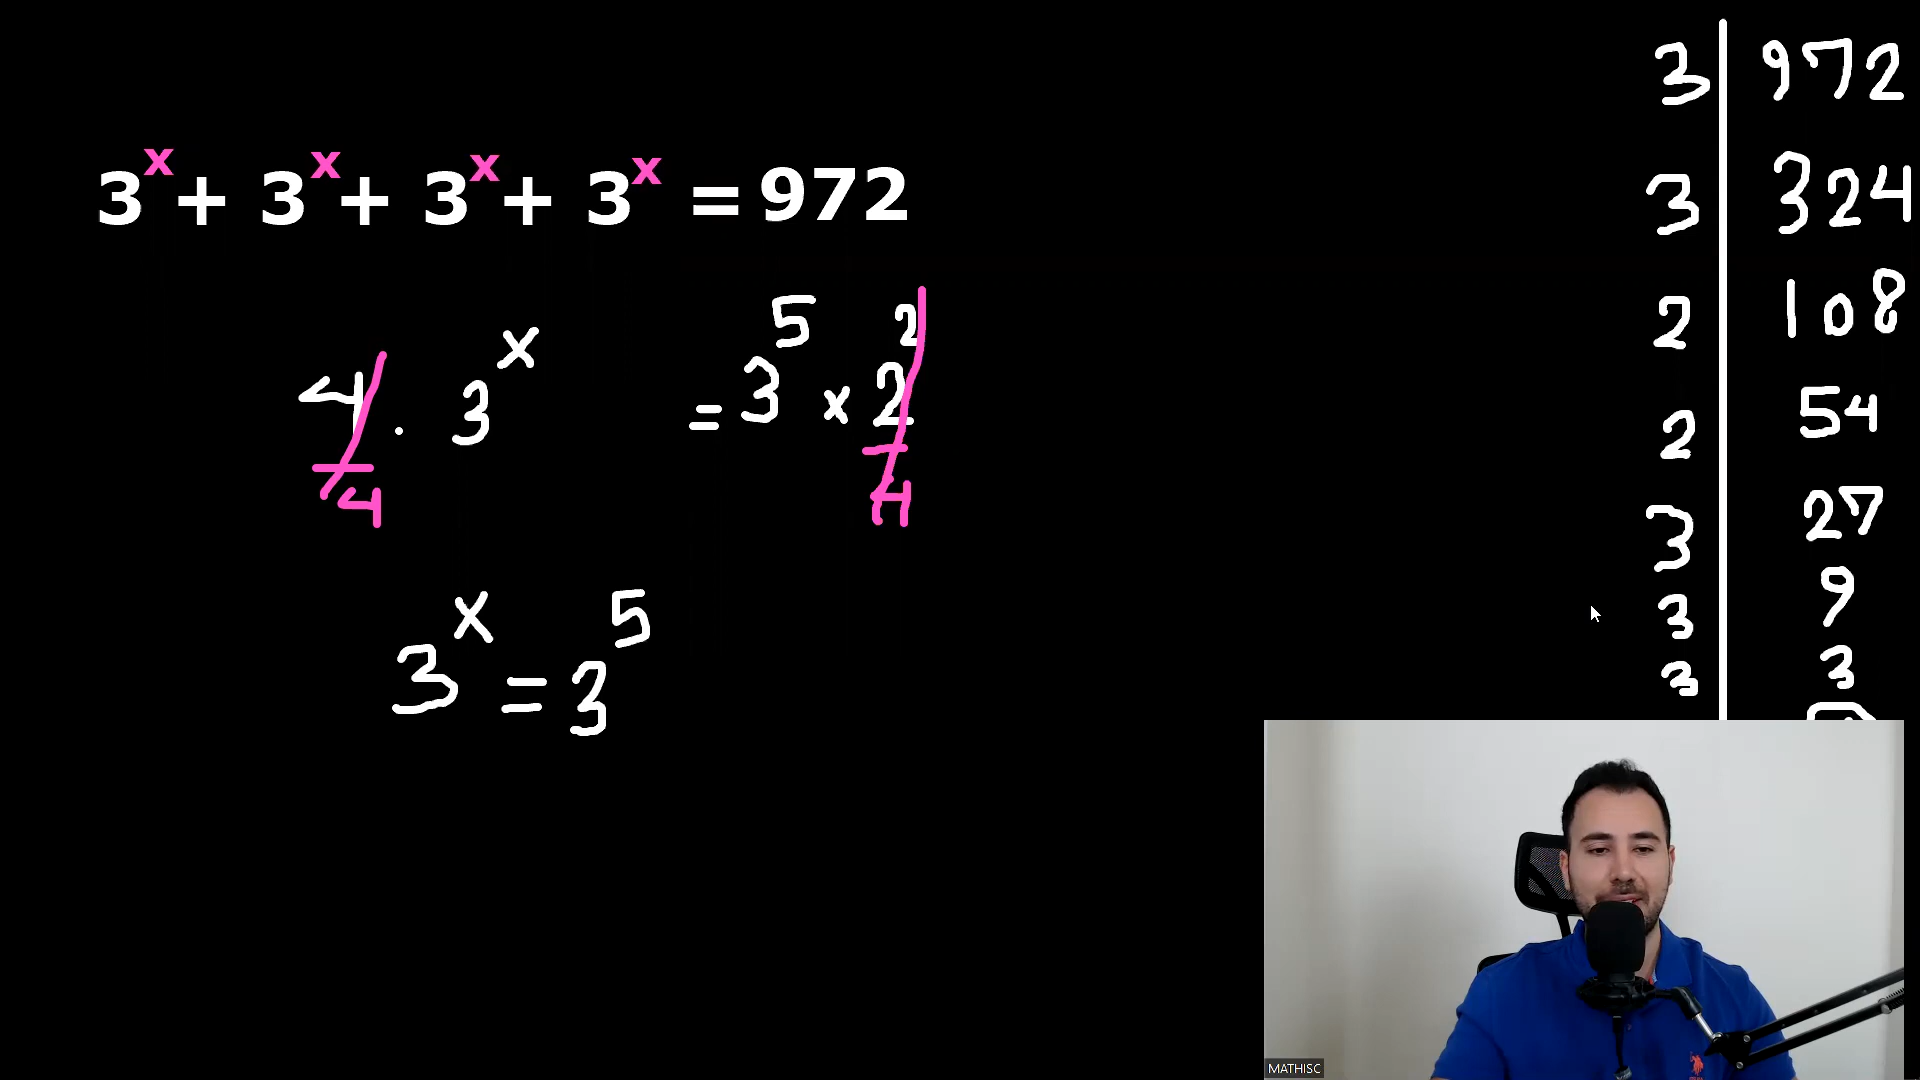 3^x + 3^x + 3^x + 3^x = 972
4/4 · 3^x = 3^5 x 2^2/4
3^x = 3^5
3 | 972
3 | 324
2 | 108
2 | 54
3 | 27
3 | 9
3 | 3
MATHISC